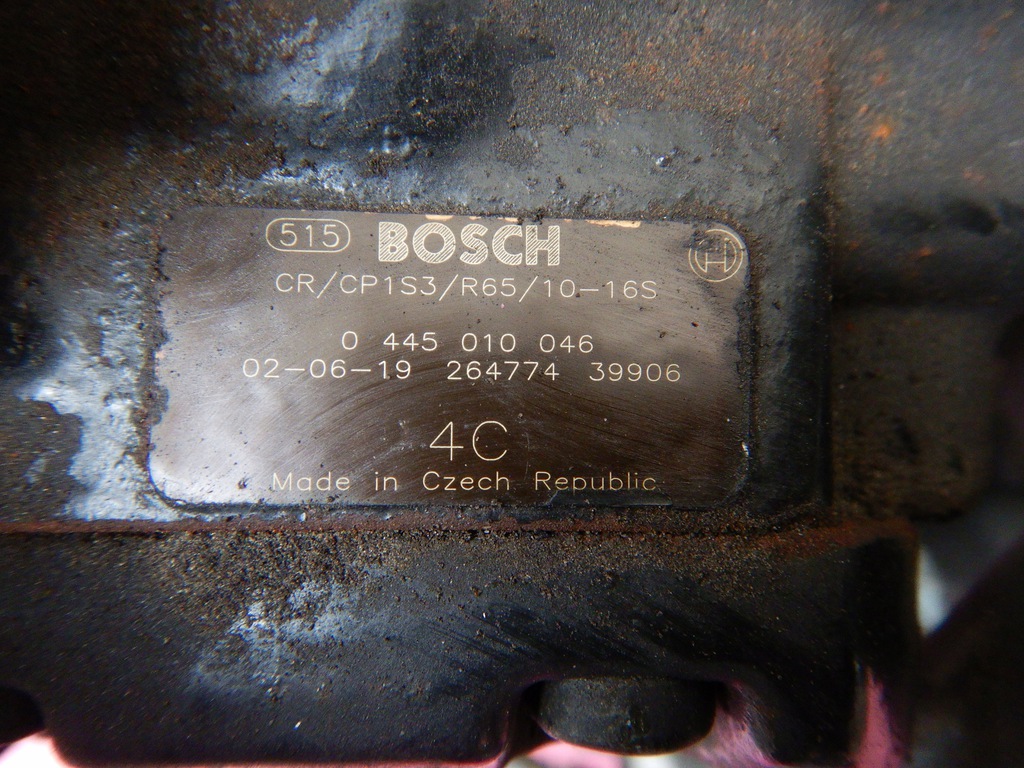 515 BOSCH
CR/CP1S3/R65/10-16S
0 445 010 046
02-06-19 264774 39906
4C
Made in Czech Republic